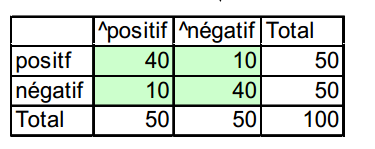 ^positif ^négatif Total
positf 40 10 50
négatif 10 40 50
Total 50 50 100